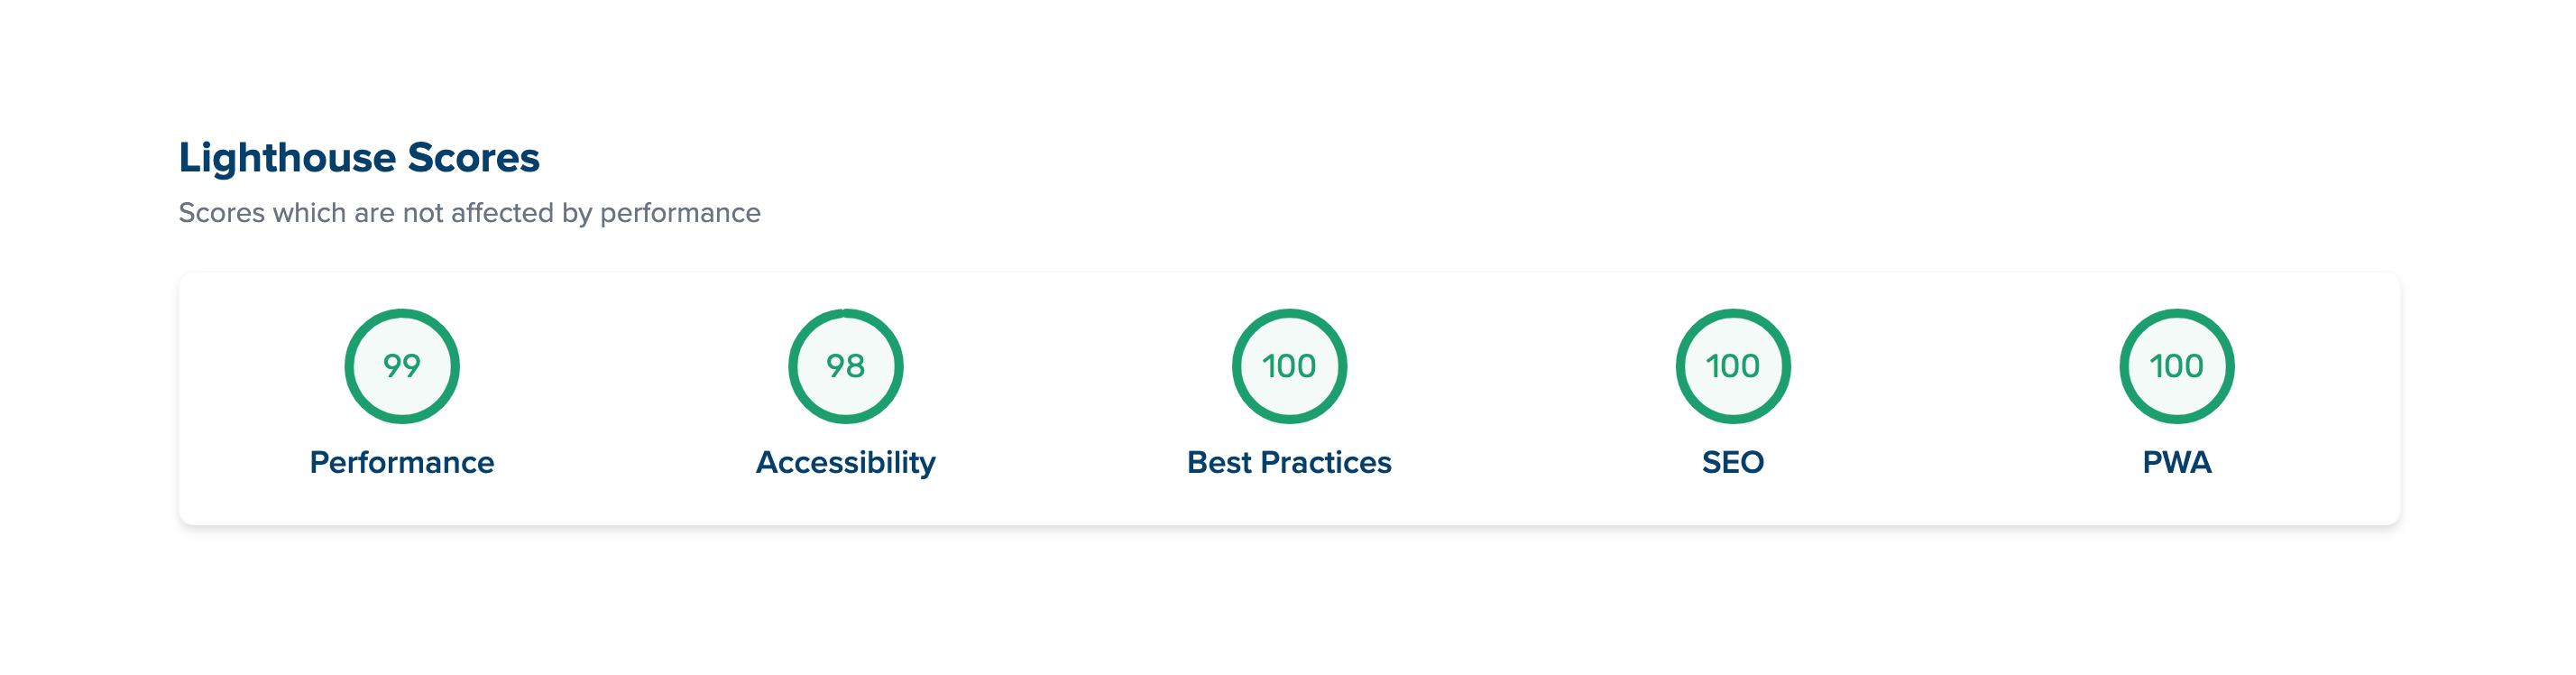 Lighthouse Scores
Scores which are not affected by performance
99 98 100 100 100
Performance Accessibility Best Practices SEO PWA